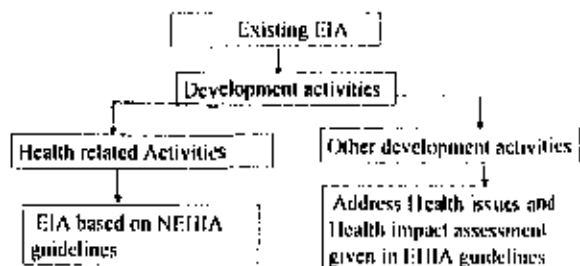 Existing EIA
Development activities
Health related Activities
Other development activities
EIA based on NEHIA
guidelines
Address Health issues and
Health impact assessment
given in EHIA guidelines